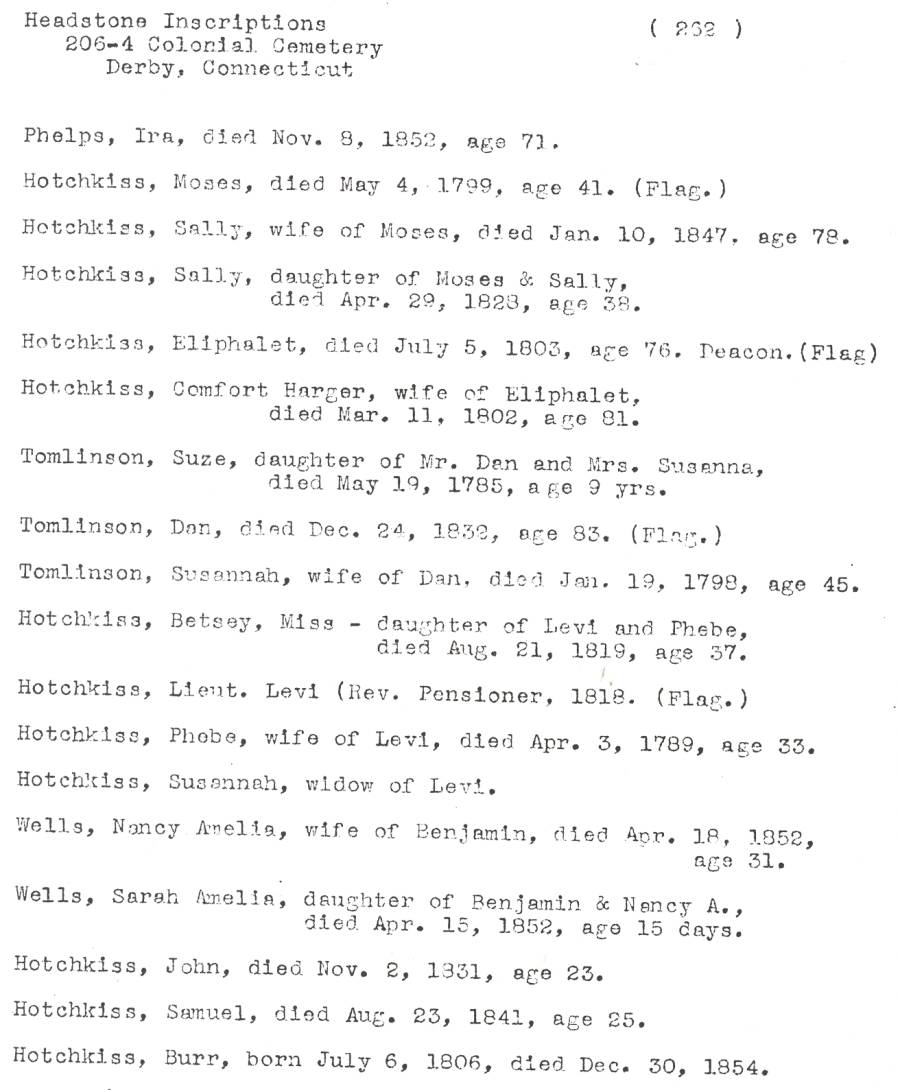 Headstone Inscriptions ( 262 )
206-4 Colonial Cemetery
Derby, Connecticut
Phelps, Ira, died Nov. 8, 1852, age 71.
Hotchkiss, Moses, died May 4, 1799, age 41. (Flag.)
Hotchkiss, Sally, wife of Moses, died Jan. 10, 1847, age 78.
Hotchkiss, Sally, daughter of Moses & Sally,
died Apr. 29, 1828, age 38.
Hotchkiss, Eliphalet, died July 5, 1803, age 76. Deacon.(Flag)
Hotchkiss, Comfort Harger, wife of Eliphalet,
died Mar. 11, 1802, age 81.
Tomlinson, Suze, daughter of Mr. Dan and Mrs. Susanna,
died May 19, 1785, age 9 yrs.
Tomlinson, Dan, died Dec. 24, 1832, age 83. (Flag.)
Tomlinson, Susannah, wife of Dan, died Jan. 19, 1798, age 45.
Hotchkiss, Betsey, Miss - daughter of Levi and Phebe,
died Aug. 21, 1819, age 37.
Hotchkiss, Lieut. Levi (Rev. Pensioner, 1818. (Flag.)
Hotchkiss, Phebe, wife of Levi, died Apr. 3, 1789, age 33.
Hotchkiss, Susannah, widow of Levi.
Wells, Nancy Amelia, wife of Benjamin, died Apr. 18, 1852,
age 31.
Wells, Sarah Amelia, daughter of Benjamin & Nancy A.,
died Apr. 15, 1852, age 15 days.
Hotchkiss, John, died Nov. 2, 1831, age 23.
Hotchkiss, Samuel, died Aug. 23, 1841, age 25.
Hotchkiss, Burr, born July 6, 1806, died Dec. 30, 1854.